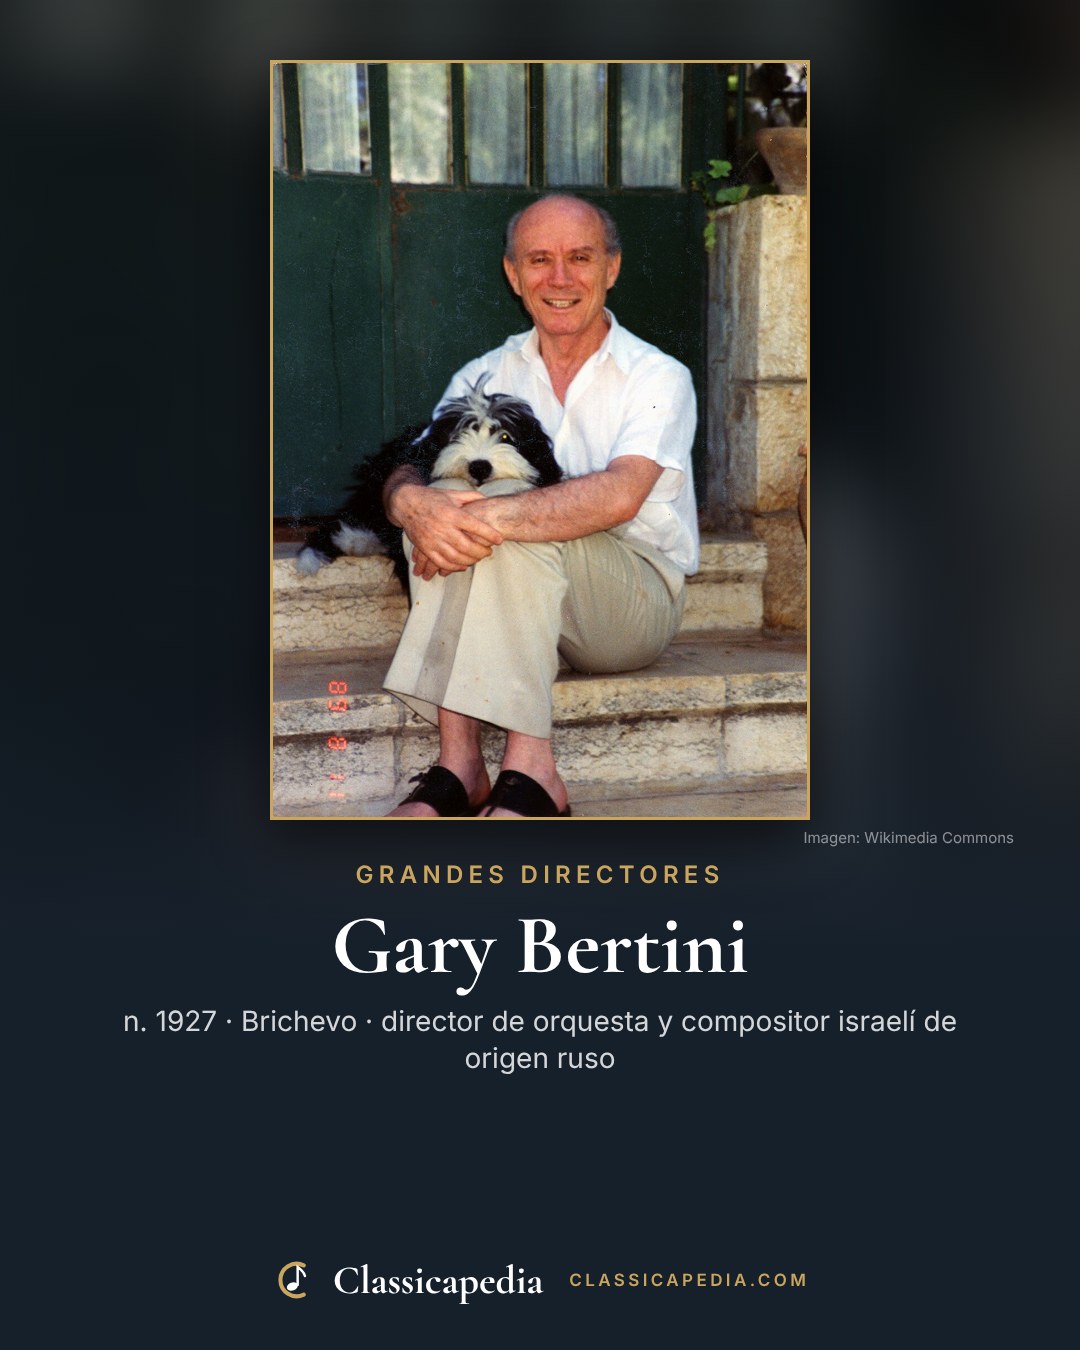 Imagen: Wikimedia Commons
GRANDES DIRECTORES
Gary Bertini
n. 1927 · Brichevo · director de orquesta y compositor israelí de
origen ruso
Classicapedia CLASSICAPEDIA.COM